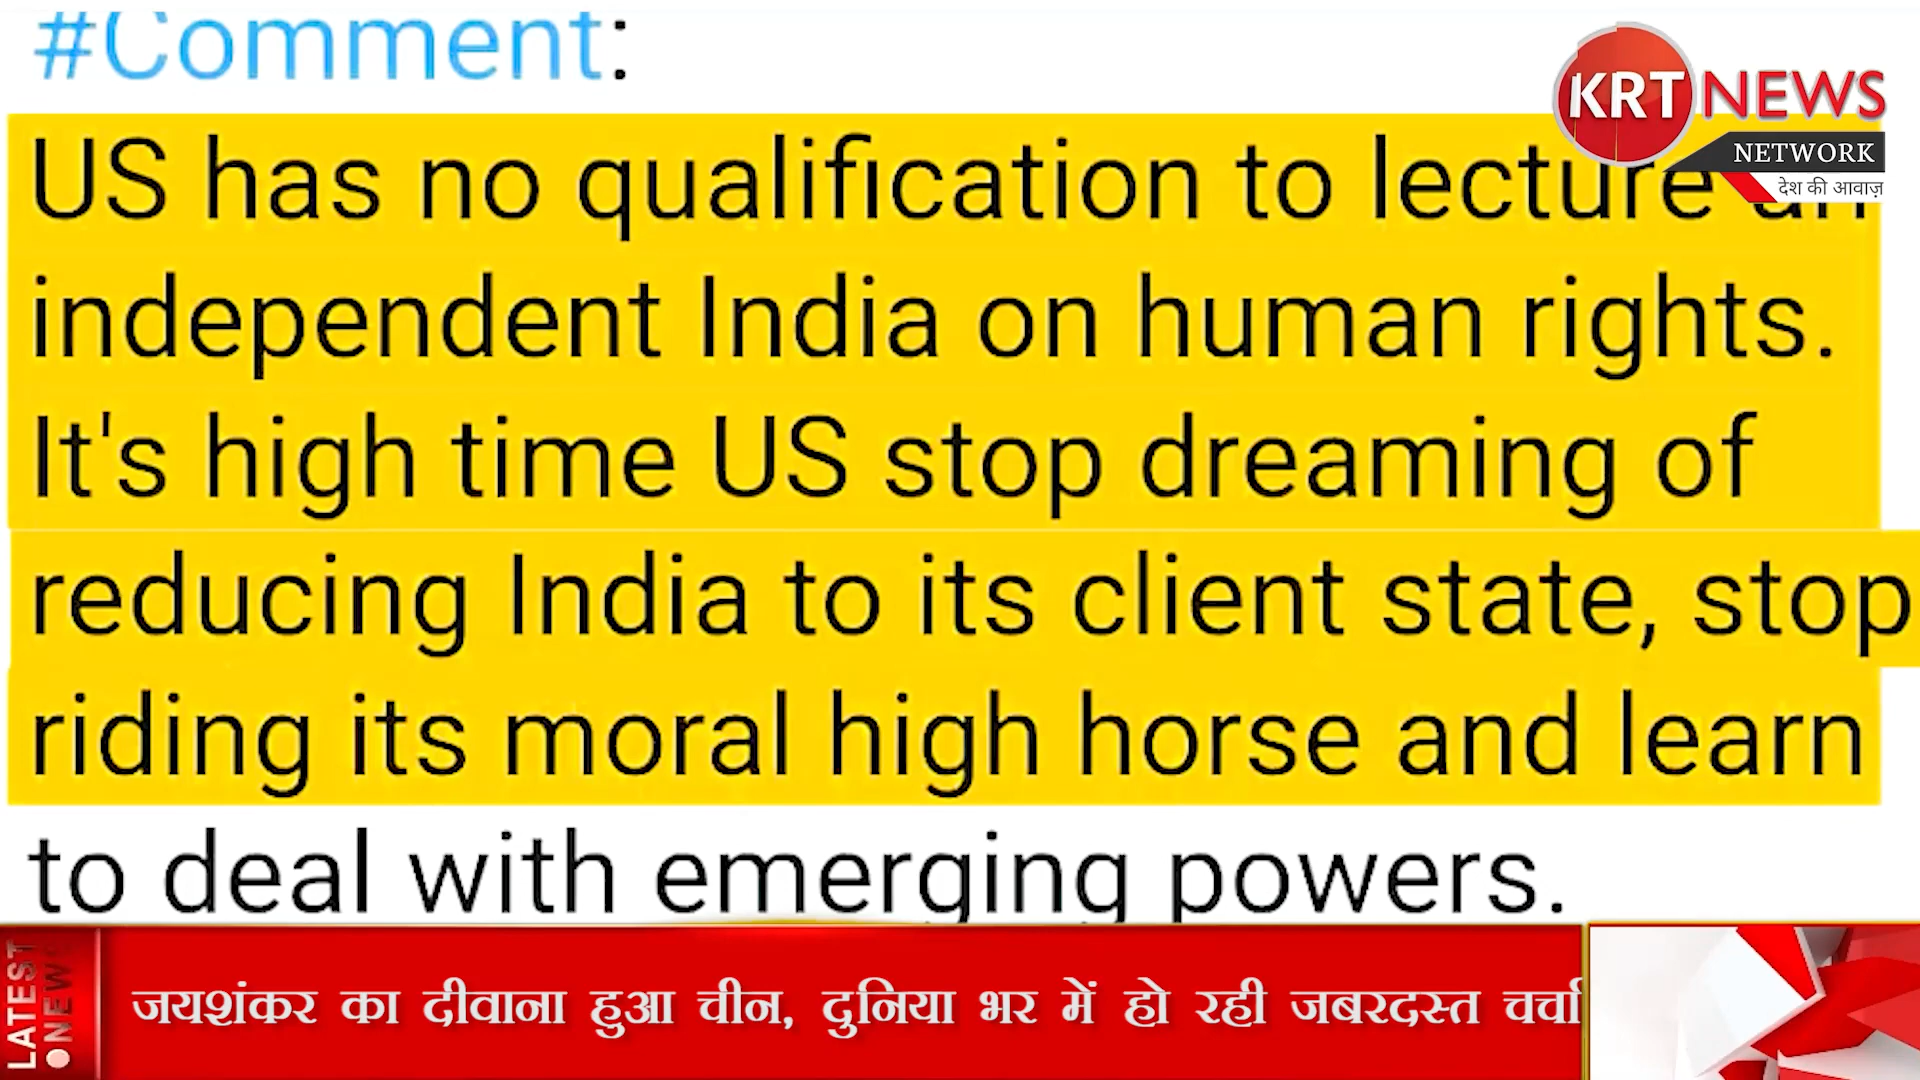 #Comment:
US has no qualification to lecture an
independent India on human rights.
It's high time US stop dreaming of
reducing India to its client state, stop
riding its moral high horse and learn
to deal with emerging powers.
KRT NEWS
NETWORK
देश की आवाज़
LATEST
NEWS
जयशंकर का दीवाना हुआ चीन, दुनिया भर में हो रही जबरदस्त चर्चा